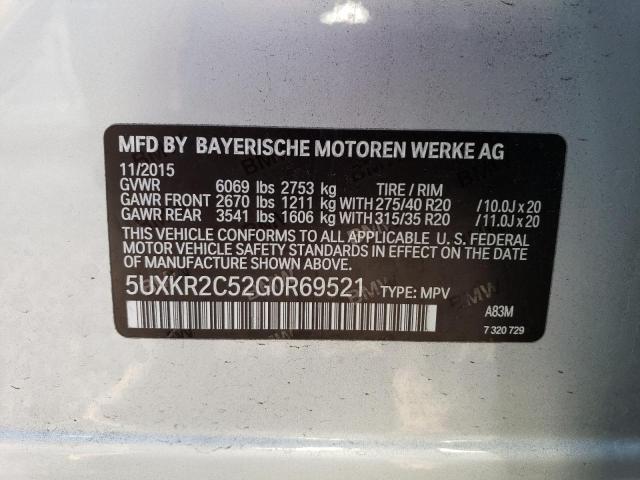 MFD BY BAYERISCHE MOTOREN WERKE AG
11/2015
GVWR 6069 lbs 2753 kg TIRE / RIM
GAWR FRONT 2670 lbs 1211 kg WITH 275/40 R20 /10.0J x 20
GAWR REAR 3541 lbs 1606 kg WITH 315/35 R20 /11.0J x 20
THIS VEHICLE CONFORMS TO ALL APPLICABLE U. S. FEDERAL
MOTOR VEHICLE SAFETY STANDARDS IN EFFECT ON THE DATE
OF MANUFACTURE SHOWN ABOVE.
5UXKR2C52G0R69521 TYPE: MPV
A83M
7 320 729